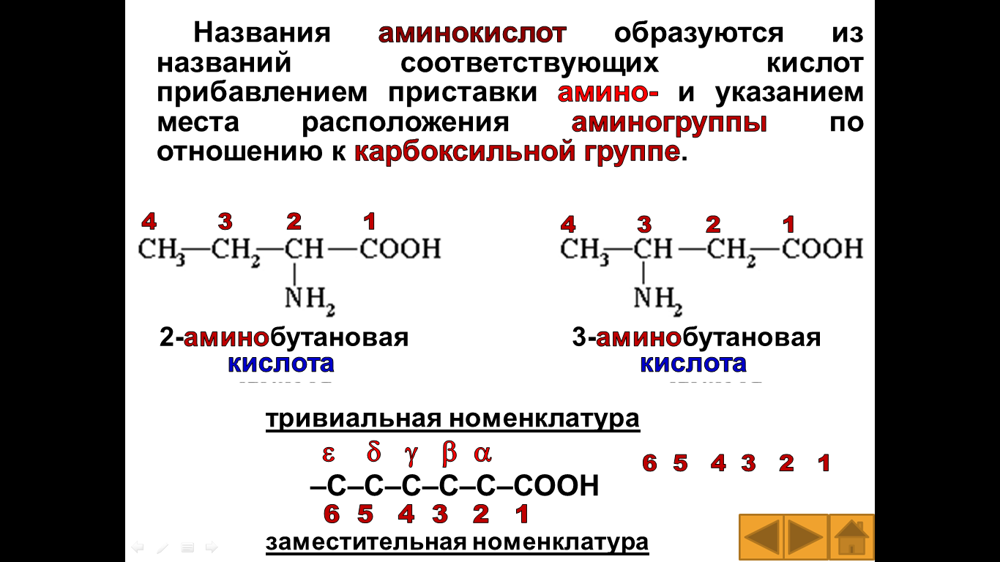 Названия аминокислот образуются из
названий соответствующих кислот
прибавлением приставки амино- и указанием
места расположения аминогруппы по
отношению к карбоксильной группе.
4 3 2 1
CH₃—CH₂—CH—COOH
NH₂
2-аминобутановая
кислота
4 3 2 1
CH₃—CH—CH₂—COOH
NH₂
3-аминобутановая
кислота
тривиальная номенклатура
ε δ γ β α
–C–C–C–C–C–COOH
6 5 4 3 2 1
заместительная номенклатура
6 5 4 3 2 1